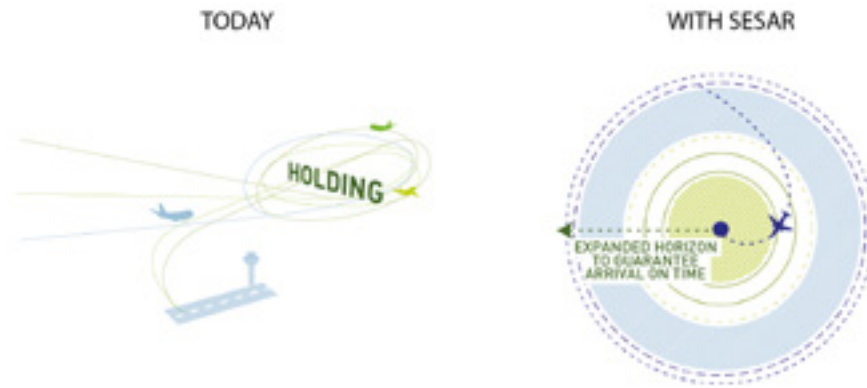 TODAY
WITH SESAR
HOLDING
EXPANDED HORIZON
TO GUARANTEE
ARRIVAL ON TIME